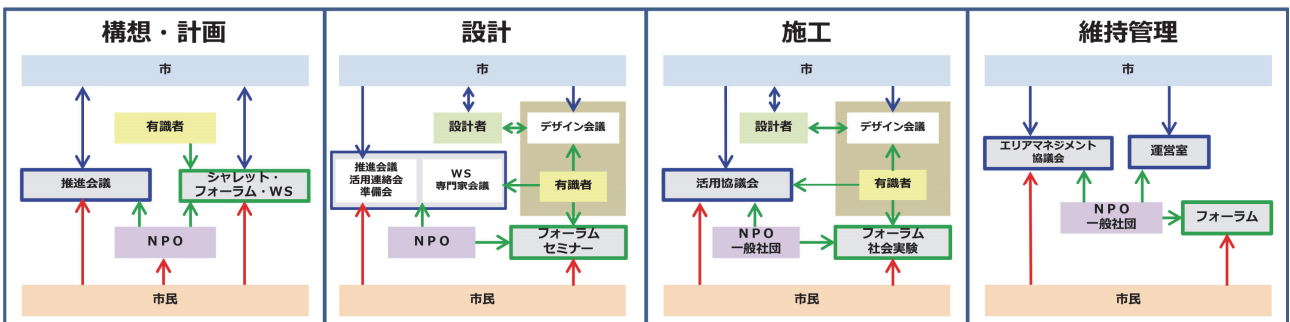 構想・計画
市
有識者
推進会議
シャレット・
フォーラム・WS
NPO
市民
設計
市
設計者
デザイン会議
推進会議
活用連絡会
準備会
WS
専門家会議
有識者
NPO
フォーラム
セミナー
市民
施工
市
設計者
デザイン会議
活用協議会
有識者
NPO
一般社団
フォーラム
社会実験
市民
維持管理
市
エリアマネジメント
協議会
運営室
NPO
一般社団
フォーラム
市民